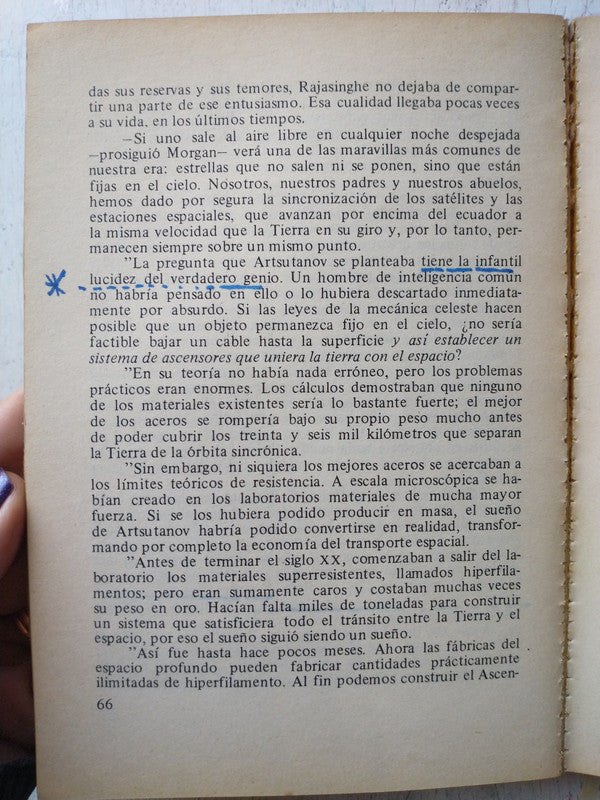 das sus reservas y sus temores, Rajasinghe no dejaba de compar-
tir una parte de ese entusiasmo. Esa cualidad llegaba pocas veces
a su vida, en los últimos tiempos.
—Si uno sale al aire libre en cualquier noche despejada
—prosiguió Morgan— verá una de las maravillas más comunes de
nuestra era: estrellas que no salen ni se ponen, sino que están
fijas en el cielo. Nosotros, nuestros padres y nuestros abuelos,
hemos dado por segura la sincronización de los satélites y las
estaciones espaciales, que avanzan por encima del ecuador a
la misma velocidad que la Tierra en su giro y, por lo tanto, per-
manecen siempre sobre un mismo punto.
"La pregunta que Artsutanov se planteaba tiene la infantil
lucidez del verdadero genio. Un hombre de inteligencia común
no habría pensado en ello o lo hubiera descartado inmediata-
mente por absurdo. Si las leyes de la mecánica celeste hacen
posible que un objeto permanezca fijo en el cielo, ¿no sería
factible bajar un cable hasta la superficie y así establecer un
sistema de ascensores que uniera la tierra con el espacio?
"En su teoría no había nada erróneo, pero los problemas
prácticos eran enormes. Los cálculos demostraban que ninguno
de los materiales existentes sería lo bastante fuerte; el mejor
de los aceros se rompería bajo su propio peso mucho antes
de poder cubrir los treinta y seis mil kilómetros que separan
la Tierra de la órbita sincrónica.
"Sin embargo, ni siquiera los mejores aceros se acercaban a
los límites teóricos de resistencia. A escala microscópica se ha-
bían creado en los laboratorios materiales de mucha mayor
fuerza. Si se los hubiera podido producir en masa, el sueño
de Artsutanov habría podido convertirse en realidad, transfor-
mando por completo la economía del transporte espacial.
"Antes de terminar el siglo XX, comenzaban a salir del la-
boratorio los materiales superresistentes, llamados hiperfila-
mentos; pero eran sumamente caros y costaban muchas veces
su peso en oro. Hacían falta miles de toneladas para construir
un sistema que satisficiera todo el tránsito entre la Tierra y el
espacio, por eso el sueño siguió siendo un sueño.
"Así fue hasta hace pocos meses. Ahora las fábricas del
espacio profundo pueden fabricar cantidades prácticamente
ilimitadas de hiperfilamento. Al fin podemos construir el Ascen-
66